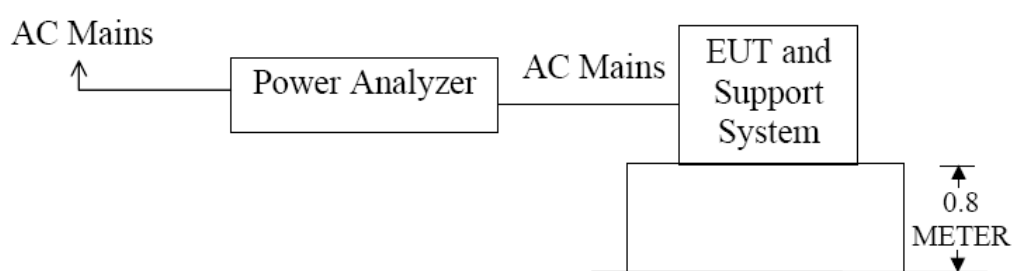 AC Mains
Power Analyzer
AC Mains
EUT and
Support
System
0.8
METER